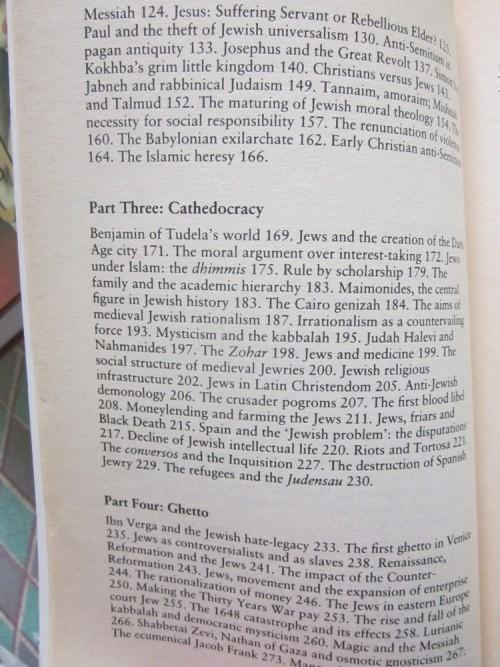 Messiah 124. Jesus: Suffering Servant or Rebellious Elder? 125.
Paul and the theft of Jewish universalism 130. Anti-Semitism in
pagan antiquity 133. Josephus and the Great Revolt 137. Simon
Kokhba's grim little kingdom 140. Christians versus Jews 143.
Jabneh and rabbinical Judaism 149. Tannaim, amoraim; Mishnah
and Talmud 152. The maturing of Jewish moral theology 154. The
necessity for social responsibility 157. The renunciation of violence
160. The Babylonian exilarchate 162. Early Christian anti-Semitism
164. The Islamic heresy 166.
Part Three: Cathedocracy
Benjamin of Tudela's world 169. Jews and the creation of the Dark
Age city 171. The moral argument over interest-taking 172. Jews
under Islam: the dhimmis 175. Rule by scholarship 179. The
family and the academic hierarchy 183. Maimonides, the central
figure in Jewish history 183. The Cairo genizah 184. The aims of
medieval Jewish rationalism 187. Irrationalism as a countervailing
force 193. Mysticism and the kabbalah 195. Judah Halevi and
Nahmanides 197. The Zohar 198. Jews and medicine 199. The
social structure of medieval Jewries 200. Jewish religious
infrastructure 202. Jews in Latin Christendom 205. Anti-Jewish
demonology 206. The crusader pogroms 207. The first blood libel
208. Moneylending and farming the Jews 211. Jews, friars and
Black Death 215. Spain and the 'Jewish problem': the disputations
217. Decline of Jewish intellectual life 220. Riots and Tortosa 221.
The conversos and the Inquisition 227. The destruction of Spanish
Jewry 229. The refugees and the Judensau 230.
Part Four: Ghetto
Ibn Verga and the Jewish hate-legacy 233. The first ghetto in Venice
235. Jews as controversialists and as slaves 238. Renaissance,
Reformation and the Jews 241. The impact of the Counter-
Reformation 243. Jews, movement and the expansion of enterprise
244. The rationalization of money 246. The Jews in eastern Europe
250. Making the Thirty Years War pay 253. The rise and fall of the
court Jew 255. The 1648 catastrophe and its effects 258. Lurianic
kabbalah and democratic mysticism 260. Magic and the Messiah
266. Shabbetai Zevi, Nathan of Gaza and osmotic gnosticism 267.
The ecumenical Jacob Frank 273.